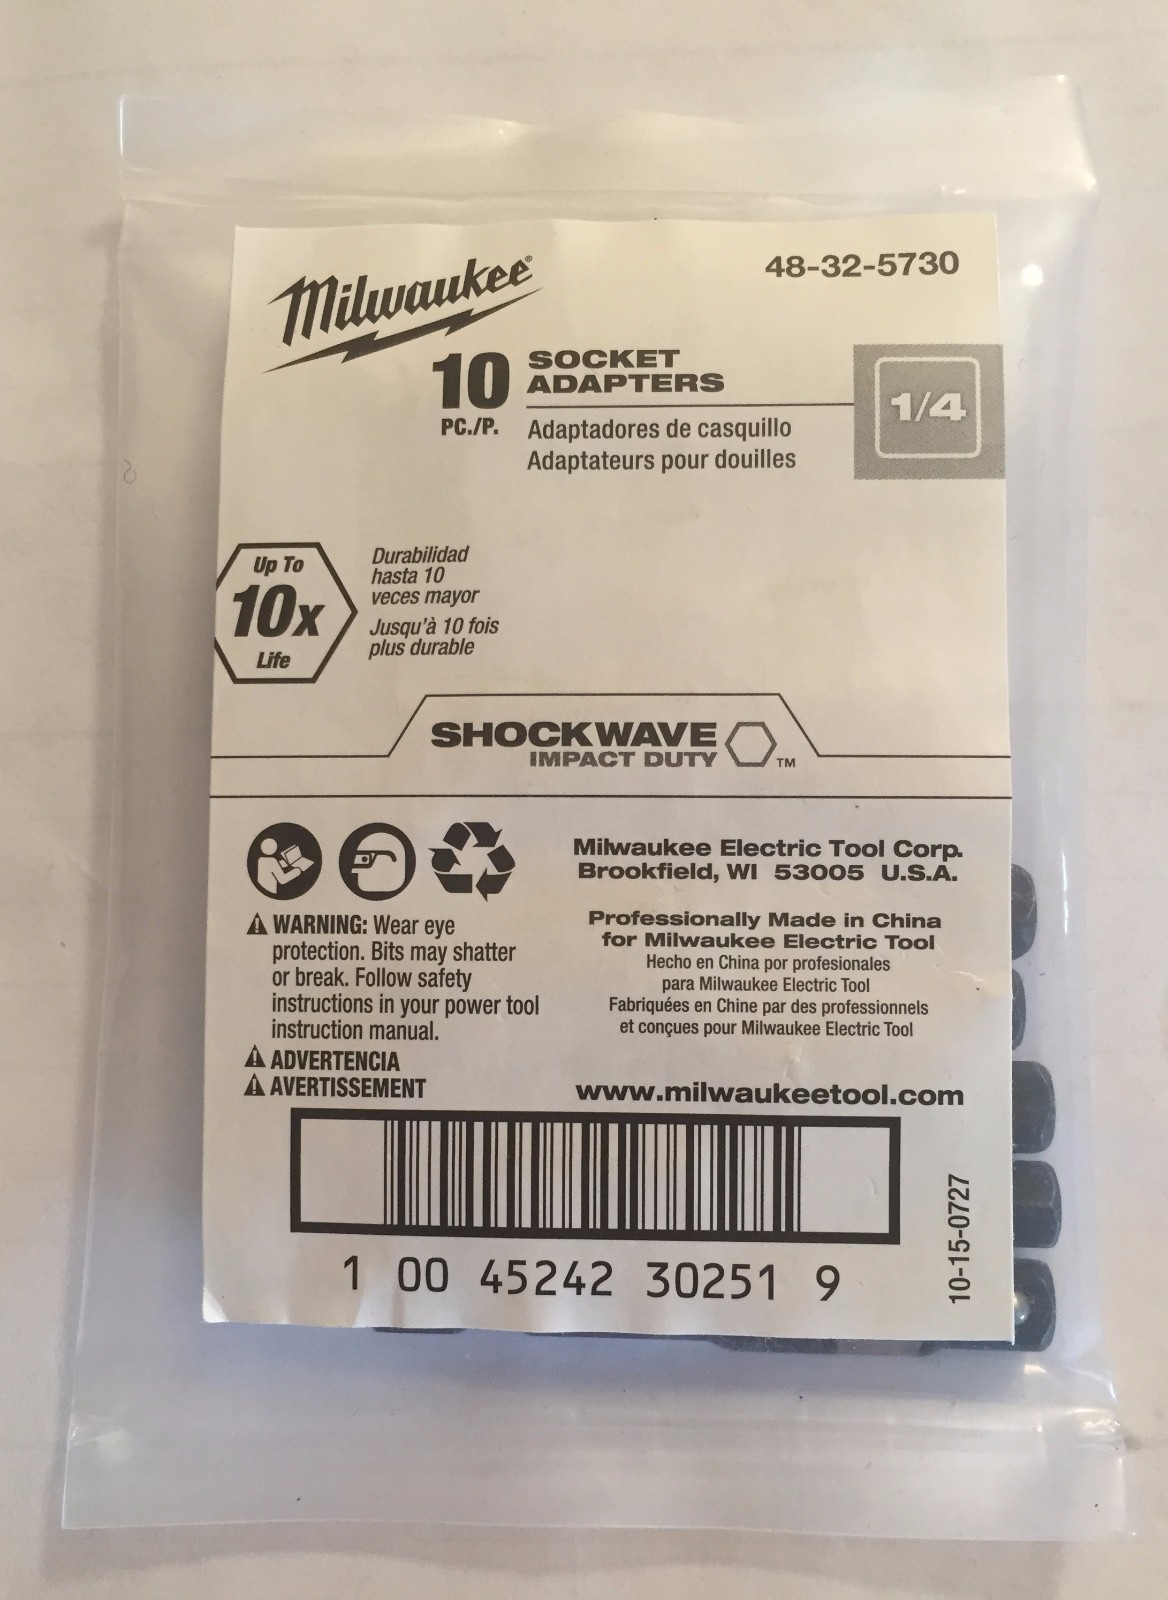 Milwaukee®
48-32-5730
10
PC./P.
SOCKET
ADAPTERS
1/4
Adaptadores de casquillo
Adaptateurs pour douilles
Up To
10x
Life
Durabilidad
hasta 10
veces mayor
Jusqu'à 10 fois
plus durable
SHOCKWAVE
IMPACT DUTY ™
Milwaukee Electric Tool Corp.
Brookfield, WI 53005 U.S.A.
Professionally Made in China
for Milwaukee Electric Tool
Hecho en China por profesionales
para Milwaukee Electric Tool
Fabriquées en Chine par des professionnels
et conçues pour Milwaukee Electric Tool
www.milwaukeetool.com
⚠ WARNING: Wear eye
protection. Bits may shatter
or break. Follow safety
instructions in your power tool
instruction manual.
⚠ ADVERTENCIA
⚠ AVERTISSEMENT
1 00 45242 30251 9
10-15-0727